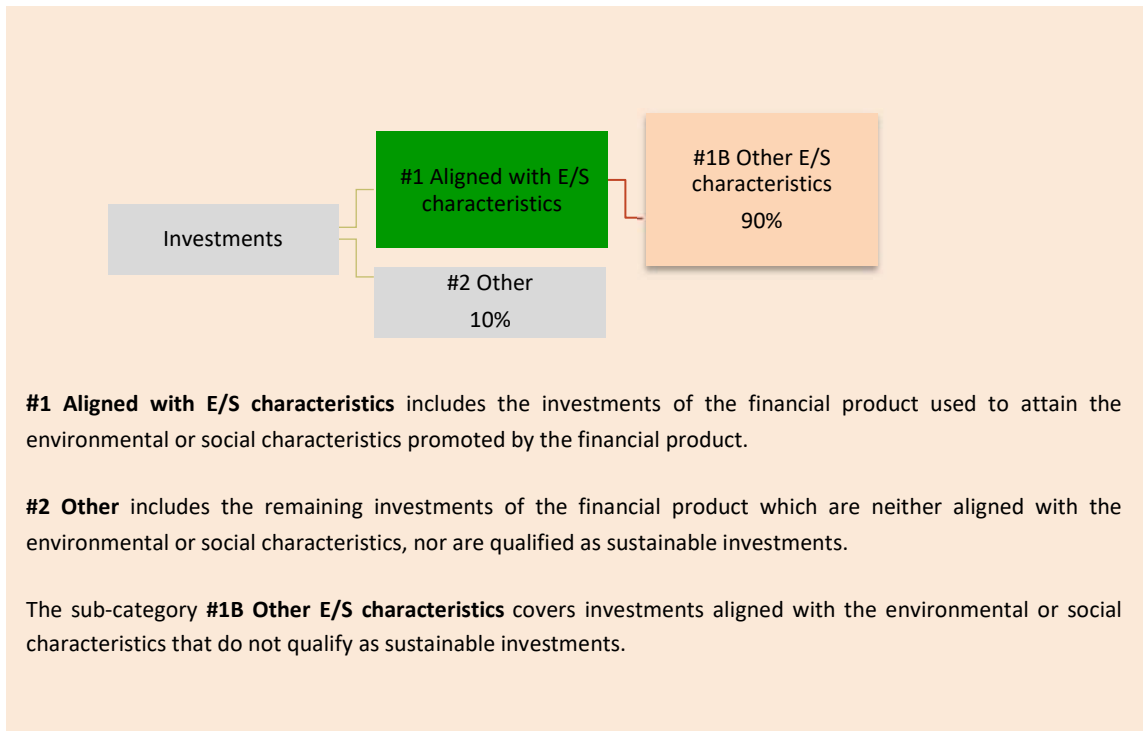 Investments
#1 Aligned with E/S
characteristics
#1B Other E/S
characteristics
90%
#2 Other
10%
#1 Aligned with E/S characteristics includes the investments of the financial product used to attain the
environmental or social characteristics promoted by the financial product.
#2 Other includes the remaining investments of the financial product which are neither aligned with the
environmental or social characteristics, nor are qualified as sustainable investments.
The sub-category #1B Other E/S characteristics covers investments aligned with the environmental or social
characteristics that do not qualify as sustainable investments.